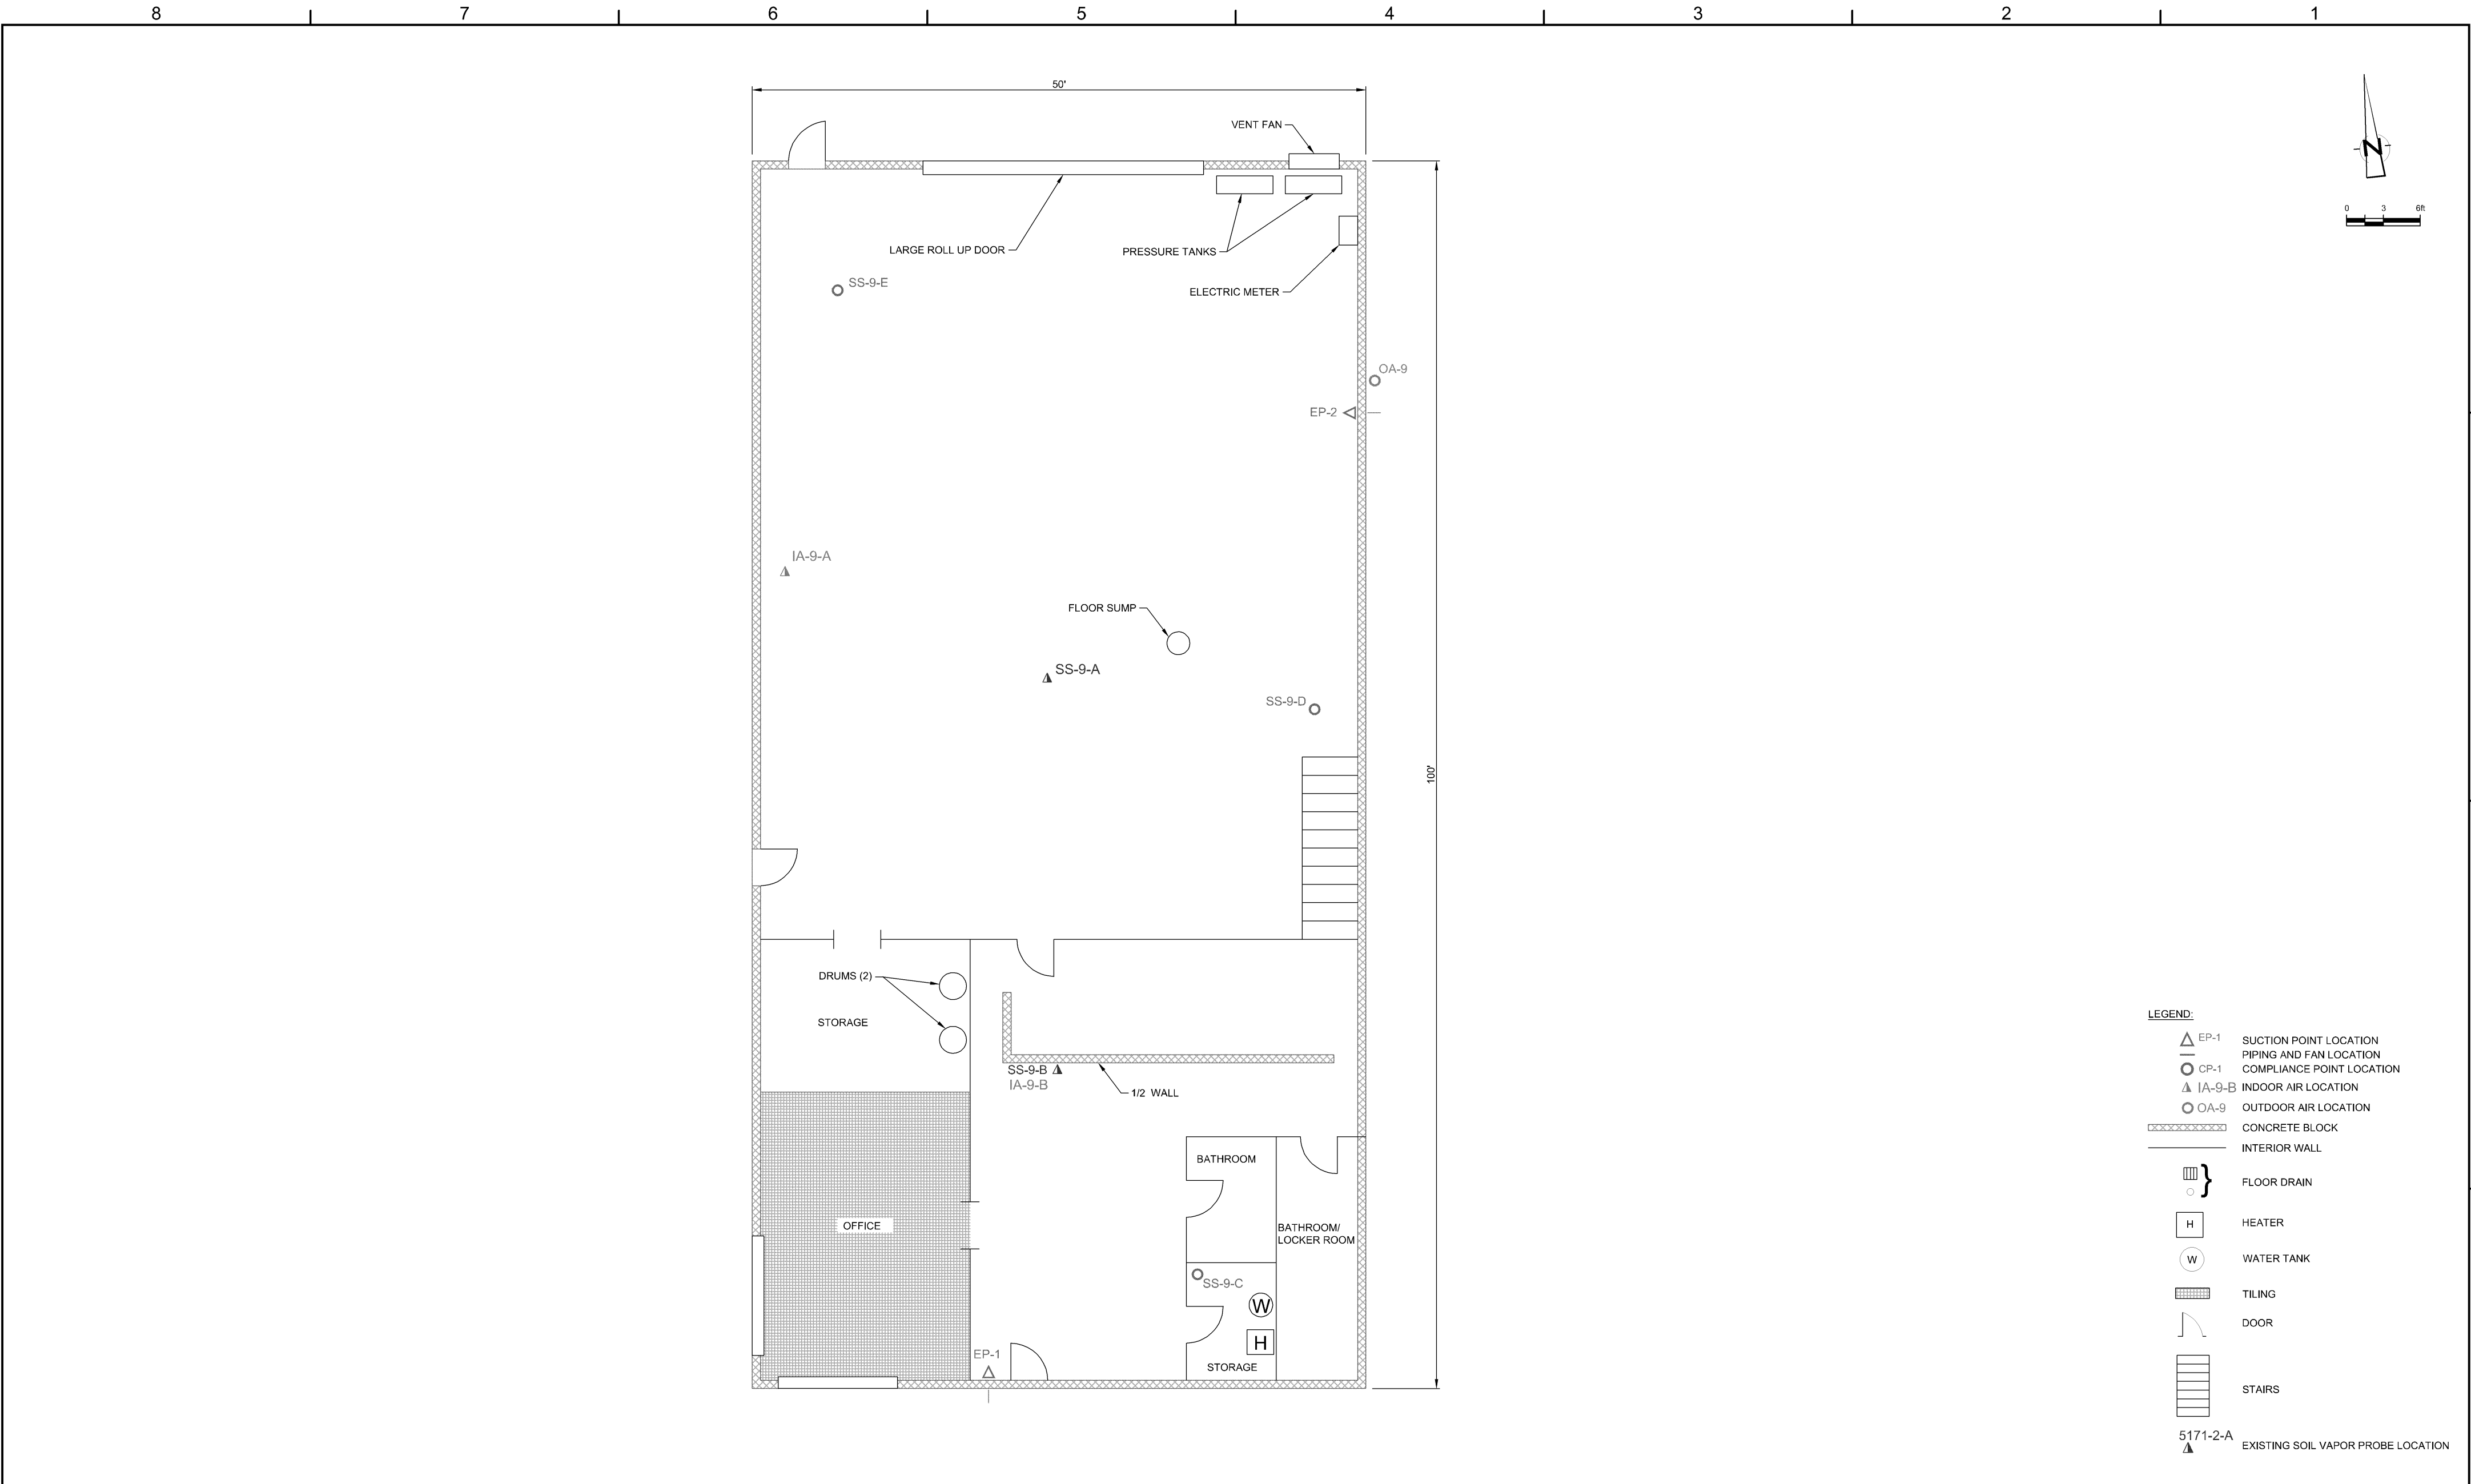 8 7 6 5 4 3 2 1
50'
VENT FAN
N
0 3 6ft
LARGE ROLL UP DOOR
PRESSURE TANKS
ELECTRIC METER
SS-9-E
OA-9
EP-2
IA-9-A
FLOOR SUMP
SS-9-A
SS-9-D
100'
DRUMS (2)
STORAGE
SS-9-B
IA-9-B
1/2 WALL
BATHROOM
OFFICE
BATHROOM/
LOCKER ROOM
SS-9-C
W
H
EP-1
STORAGE
LEGEND:
EP-1 SUCTION POINT LOCATION
PIPING AND FAN LOCATION
CP-1 COMPLIANCE POINT LOCATION
IA-9-B INDOOR AIR LOCATION
OA-9 OUTDOOR AIR LOCATION
CONCRETE BLOCK
INTERIOR WALL
} FLOOR DRAIN
H HEATER
W WATER TANK
TILING
DOOR
STAIRS
5171-2-A
EXISTING SOIL VAPOR PROBE LOCATION